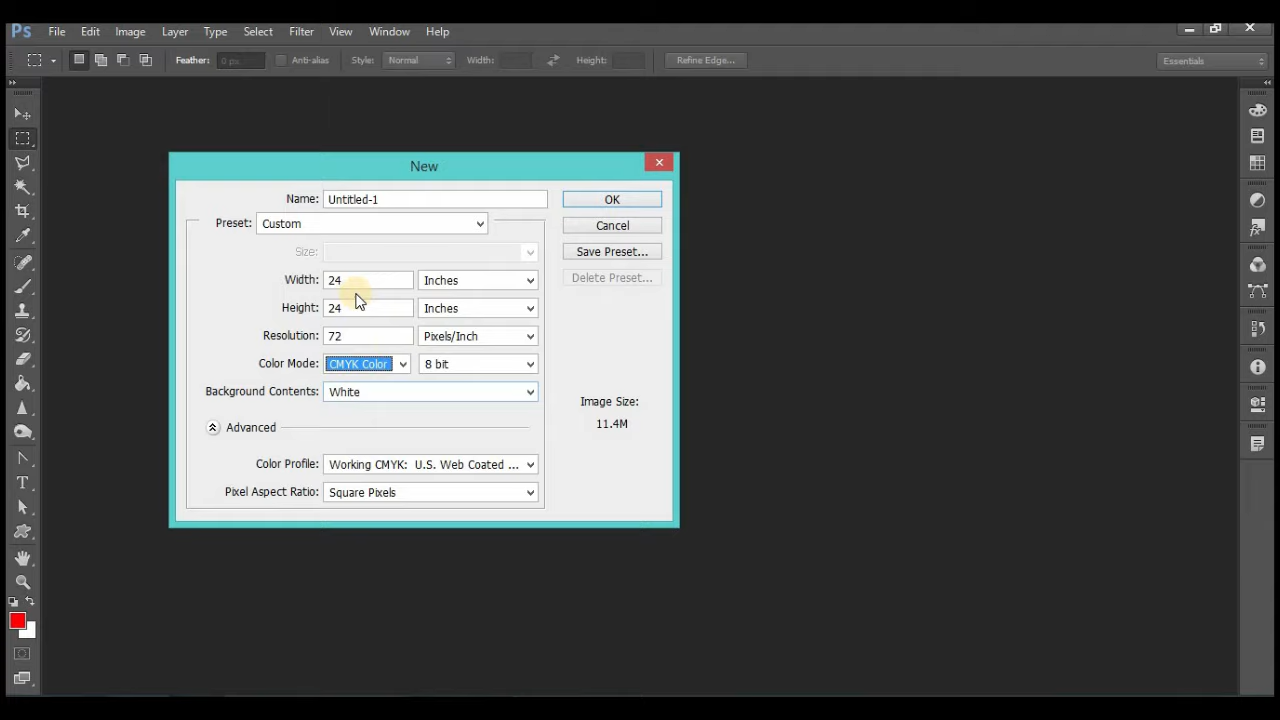 Ps File Edit Image Layer Type Select Filter View Window Help
Feather: 0 px Anti-alias Style: Normal Width: Height: Refine Edge... Essentials
New
Name: Untitled-1 OK
Preset: Custom Cancel
Size: Save Preset...
Width: 24 Inches Delete Preset...
Height: 24 Inches
Resolution: 72 Pixels/Inch
Color Mode: CMYK Color 8 bit
Background Contents: White
Image Size:
11.4M
Advanced
Color Profile: Working CMYK: U.S. Web Coated ...
Pixel Aspect Ratio: Square Pixels